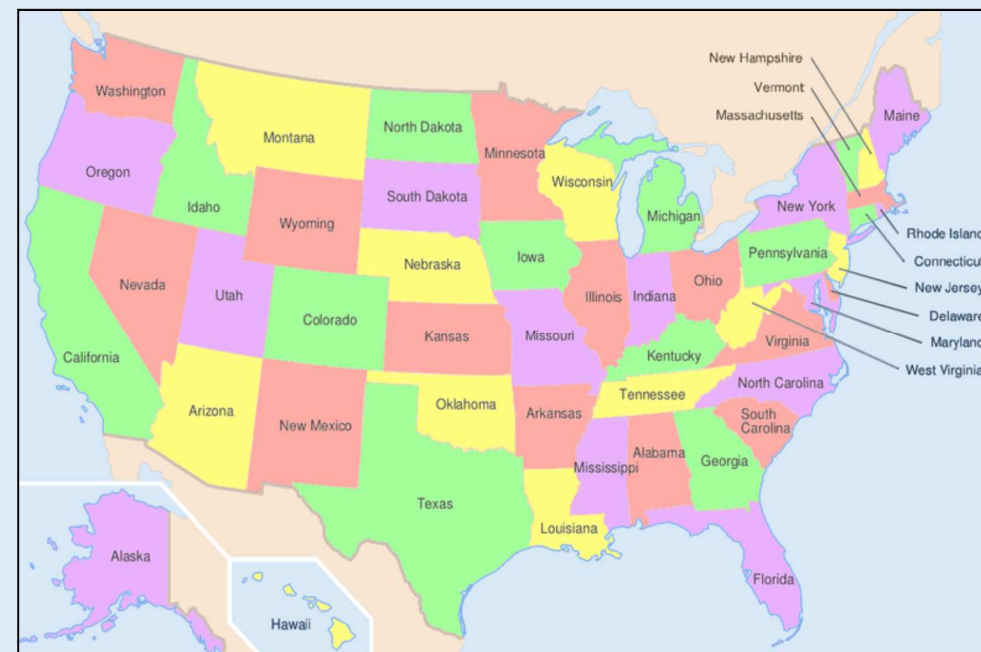 New Hampshire
Vermont
Massachusetts
Washington
Montana
North Dakota
Minnesota
Maine
Oregon
Idaho
Wyoming
South Dakota
Wisconsin
Michigan
New York
Rhode Island
Connecticut
Nevada
Utah
Colorado
Nebraska
Iowa
Illinois
Indiana
Ohio
Pennsylvania
New Jersey
Delaware
Maryland
West Virginia
California
Kansas
Missouri
Kentucky
Virginia
Arizona
New Mexico
Oklahoma
Arkansas
Tennessee
North Carolina
South
Carolina
Texas
Louisiana
Mississippi
Alabama
Georgia
Florida
Alaska
Hawaii